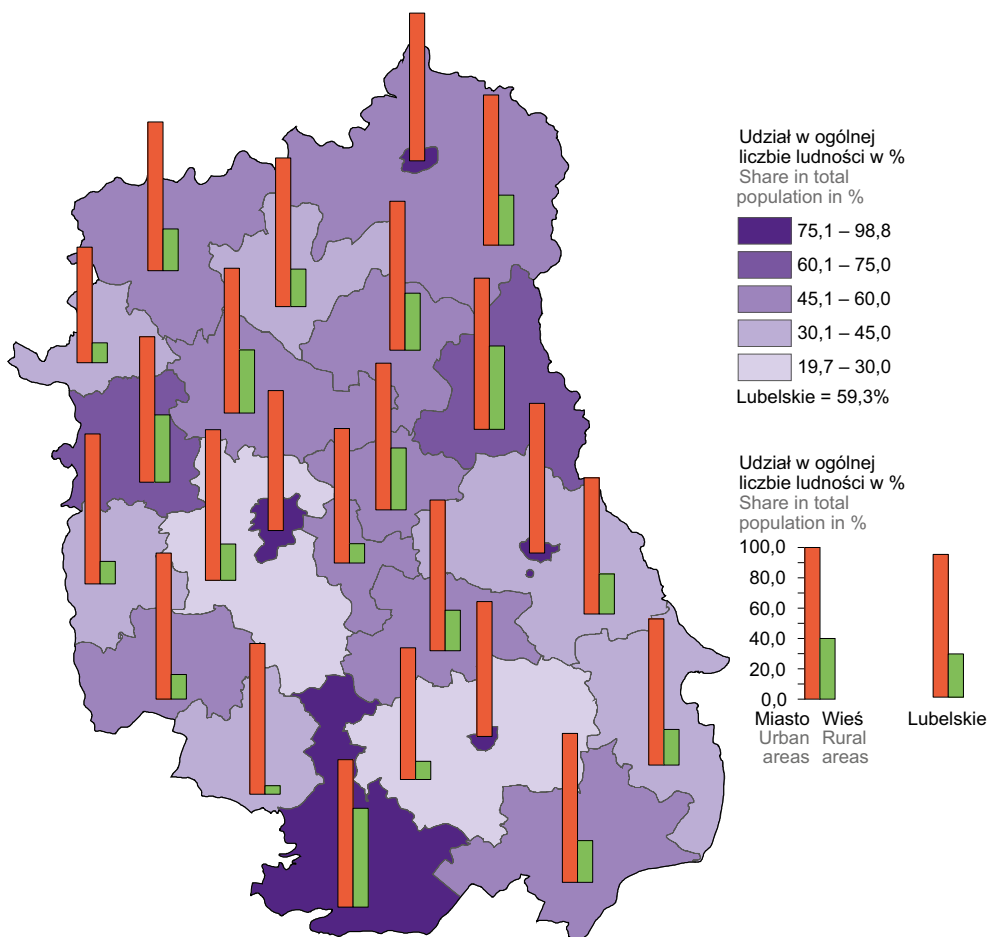 Udział w ogólnej
liczbie ludności w %
Share in total
population in %
75,1 – 98,8
60,1 – 75,0
45,1 – 60,0
30,1 – 45,0
19,7 – 30,0
Lubelskie = 59,3%
Udział w ogólnej
liczbie ludności w %
Share in total
population in %
100,0
80,0
60,0
40,0
20,0
0,0
Miasto Wieś Lubelskie
Urban Rural
areas areas